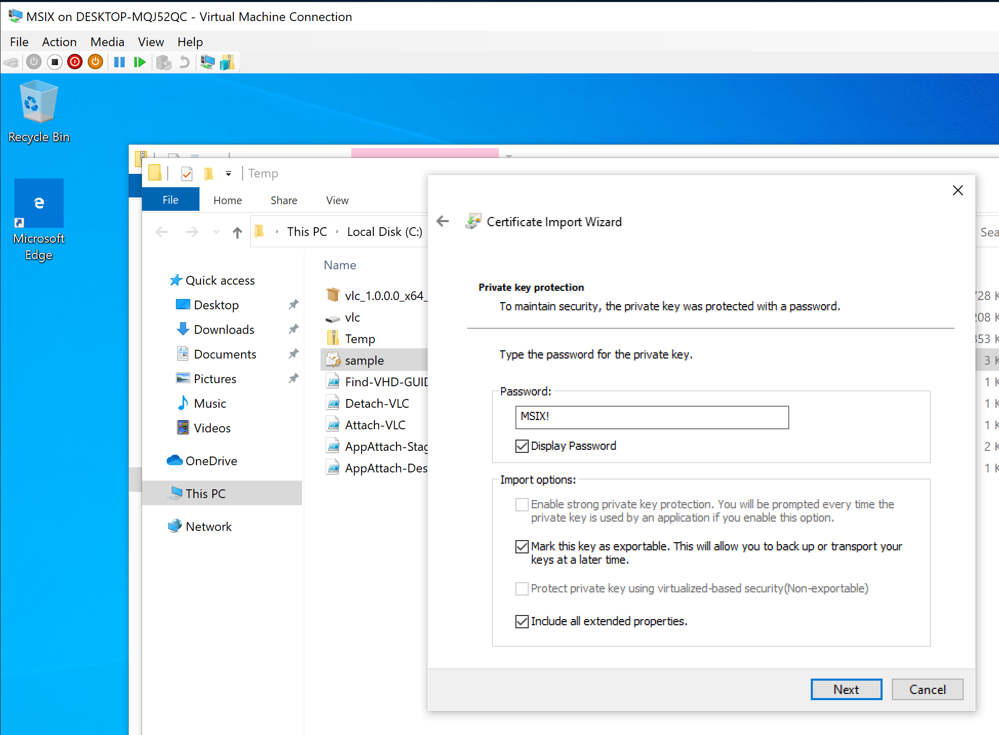 MSIX on DESKTOP-MQJ52QC - Virtual Machine Connection
File Action Media View Help
Recycle Bin
Microsoft
Edge
Temp
File Home Share View
This PC › Local Disk (C:)
Sea
Name
Quick access
Desktop
Downloads
Documents
Pictures
Music
Videos
OneDrive
This PC
Network
vlc_1.0.0.0_x64_
vlc
Temp
sample
Find-VHD-GUID
Detach-VLC
Attach-VLC
AppAttach-Stag
AppAttach-Des
728 K
208 K
353 K
3 K
1 K
1 K
1 K
2 K
1 K
Certificate Import Wizard
Private key protection
To maintain security, the private key was protected with a password.
Type the password for the private key.
Password:
MSIX!
Display Password
Import options:
Enable strong private key protection. You will be prompted every time the
private key is used by an application if you enable this option.
Mark this key as exportable. This will allow you to back up or transport your
keys at a later time.
Protect private key using virtualized-based security(Non-exportable)
Include all extended properties.
Next Cancel